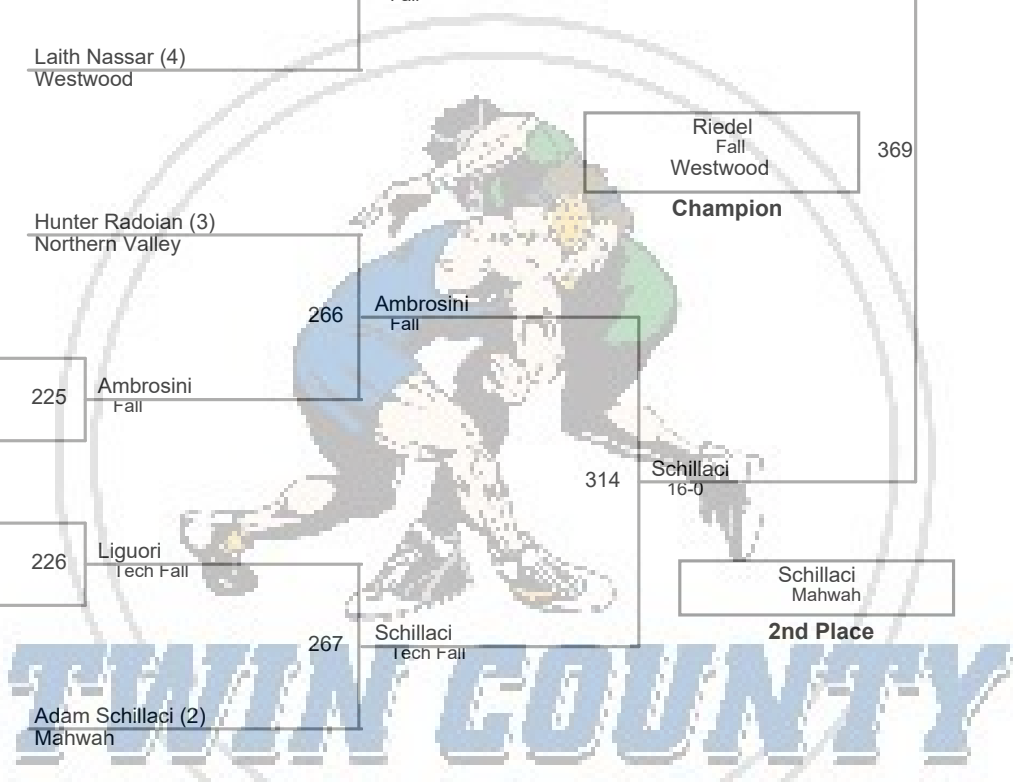 Fall
Laith Nassar (4)
Westwood
Riedel
Fall
Westwood
369
Champion
Hunter Radoian (3)
Northern Valley
266
Ambrosini
Fall
225
Ambrosini
Fall
314
Schillaci
16-0
226
Liguori
Tech Fall
Schillaci
Mahwah
2nd Place
267
Schillaci
Tech Fall
Adam Schillaci (2)
Mahwah
TWIN COUNTY